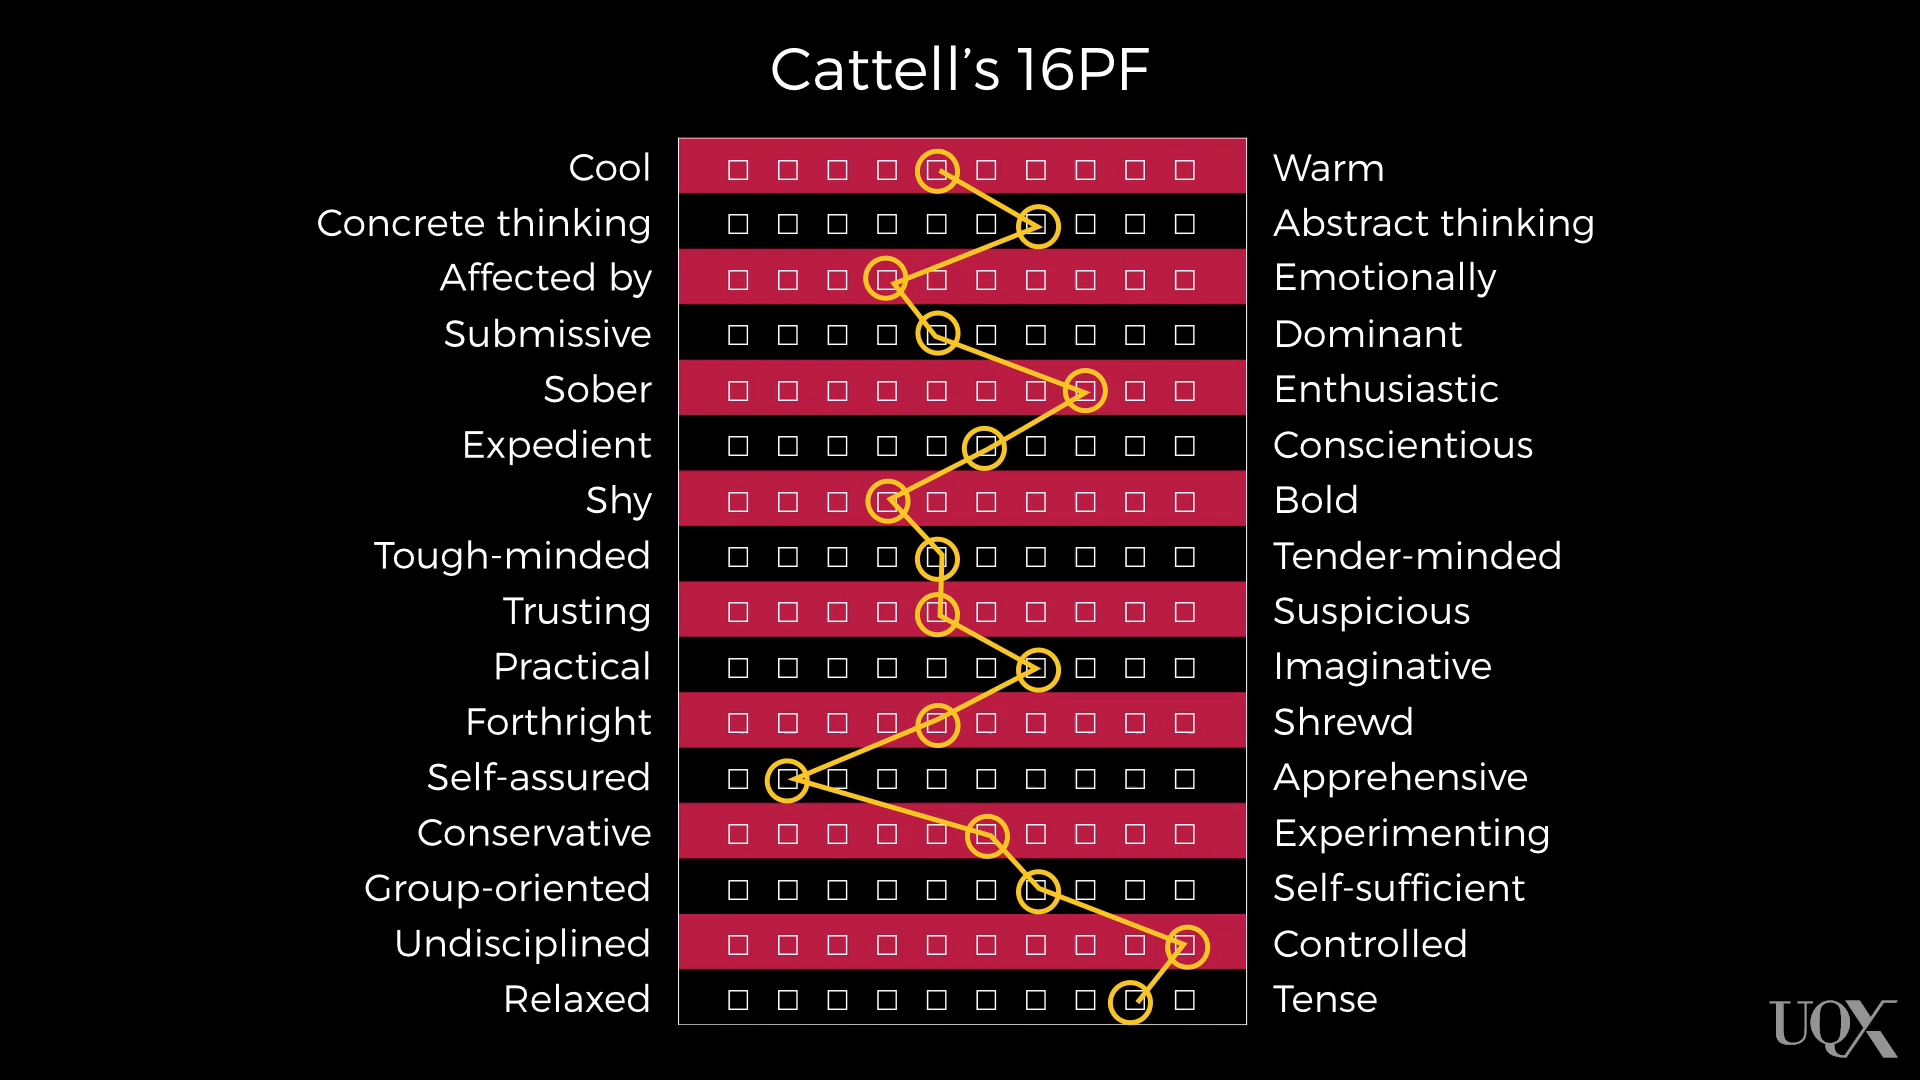 Cattell’s 16PF
Cool Warm
Concrete thinking Abstract thinking
Affected by Emotionally
Submissive Dominant
Sober Enthusiastic
Expedient Conscientious
Shy Bold
Tough-minded Tender-minded
Trusting Suspicious
Practical Imaginative
Forthright Shrewd
Self-assured Apprehensive
Conservative Experimenting
Group-oriented Self-sufficient
Undisciplined Controlled
Relaxed Tense
UQX